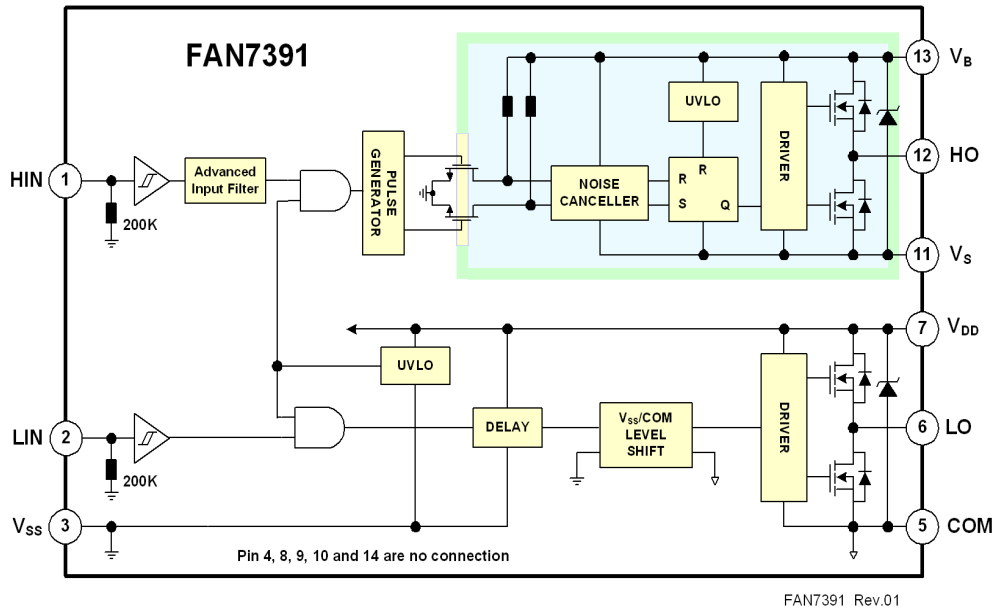 FAN7391
13 VB
UVLO
HIN 1
Advanced
Input Filter
PULSE
GENERATOR
NOISE
CANCELLER
R
R
S
Q
DRIVER
12 HO
200K
11 VS
7 VDD
UVLO
LIN 2
DELAY
VSS/COM
LEVEL
SHIFT
DRIVER
6 LO
200K
VSS 3
5 COM
Pin 4, 8, 9, 10 and 14 are no connection
FAN7391 Rev.01